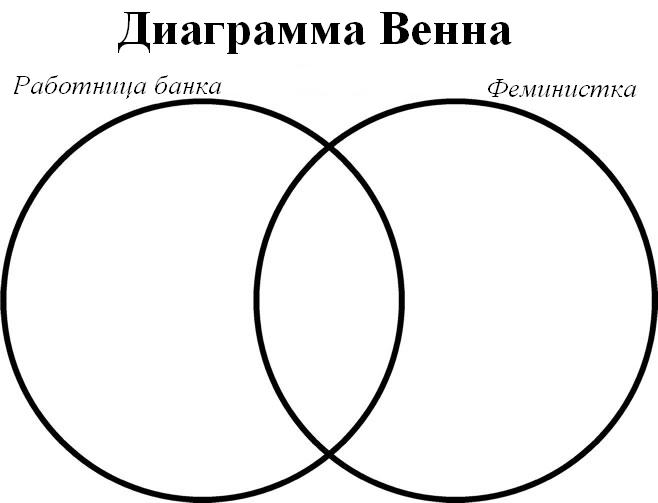 Диаграмма Венна
Работница банка
Феминистка